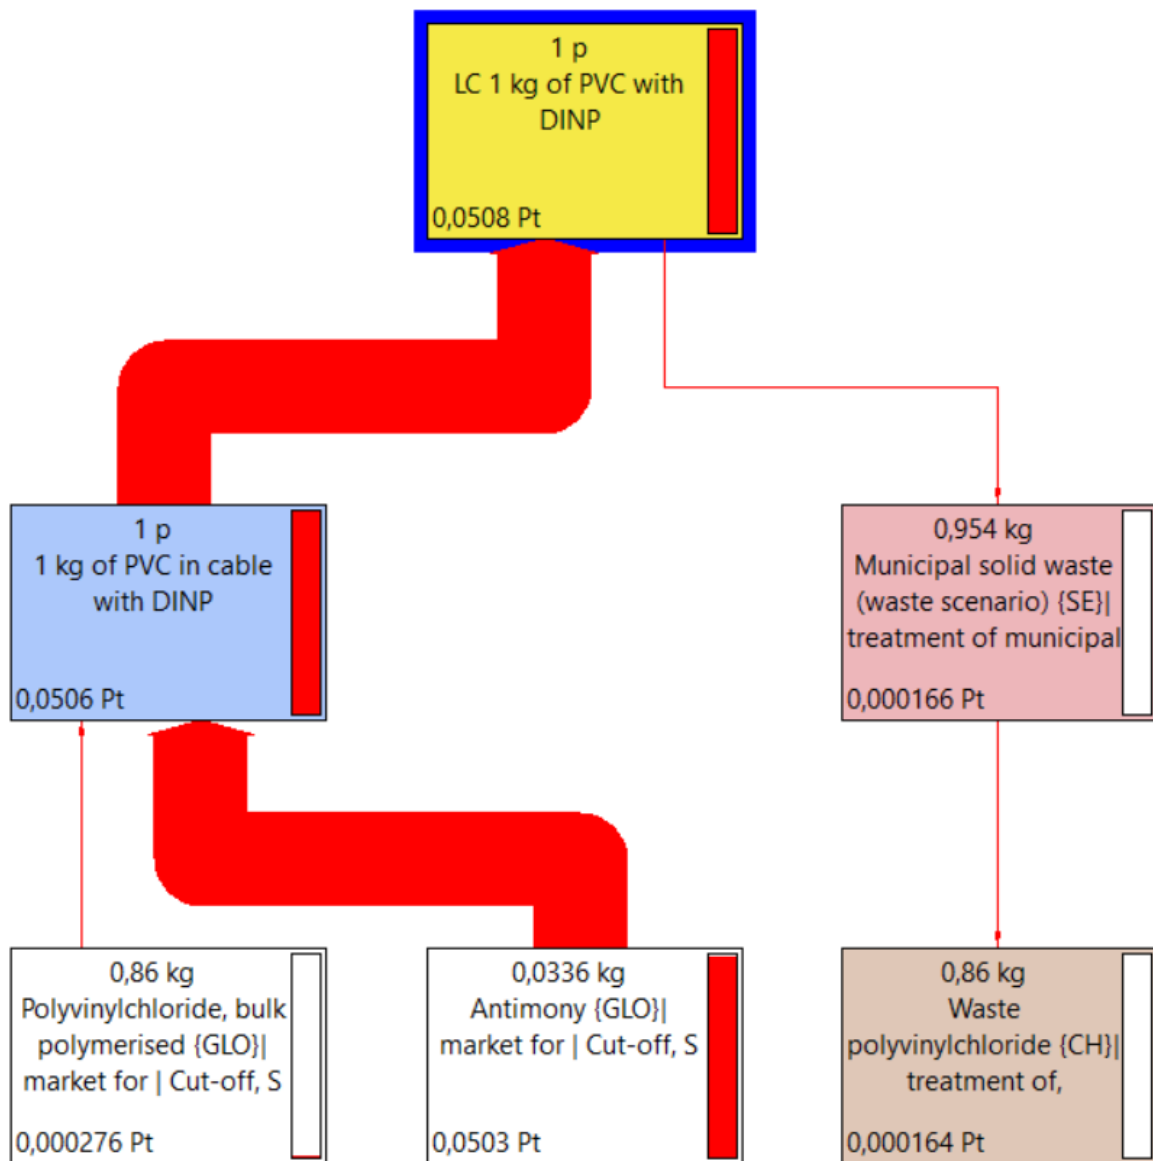 1 p
LC 1 kg of PVC with
DINP
0,0508 Pt
1 p
1 kg of PVC in cable
with DINP
0,0506 Pt
0,954 kg
Municipal solid waste
(waste scenario) {SE}|
treatment of municipal
0,000166 Pt
0,86 kg
Polyvinylchloride, bulk
polymerised {GLO}|
market for | Cut-off, S
0,000276 Pt
0,0336 kg
Antimony {GLO}|
market for | Cut-off, S
0,0503 Pt
0,86 kg
Waste
polyvinylchloride {CH}|
treatment of,
0,000164 Pt